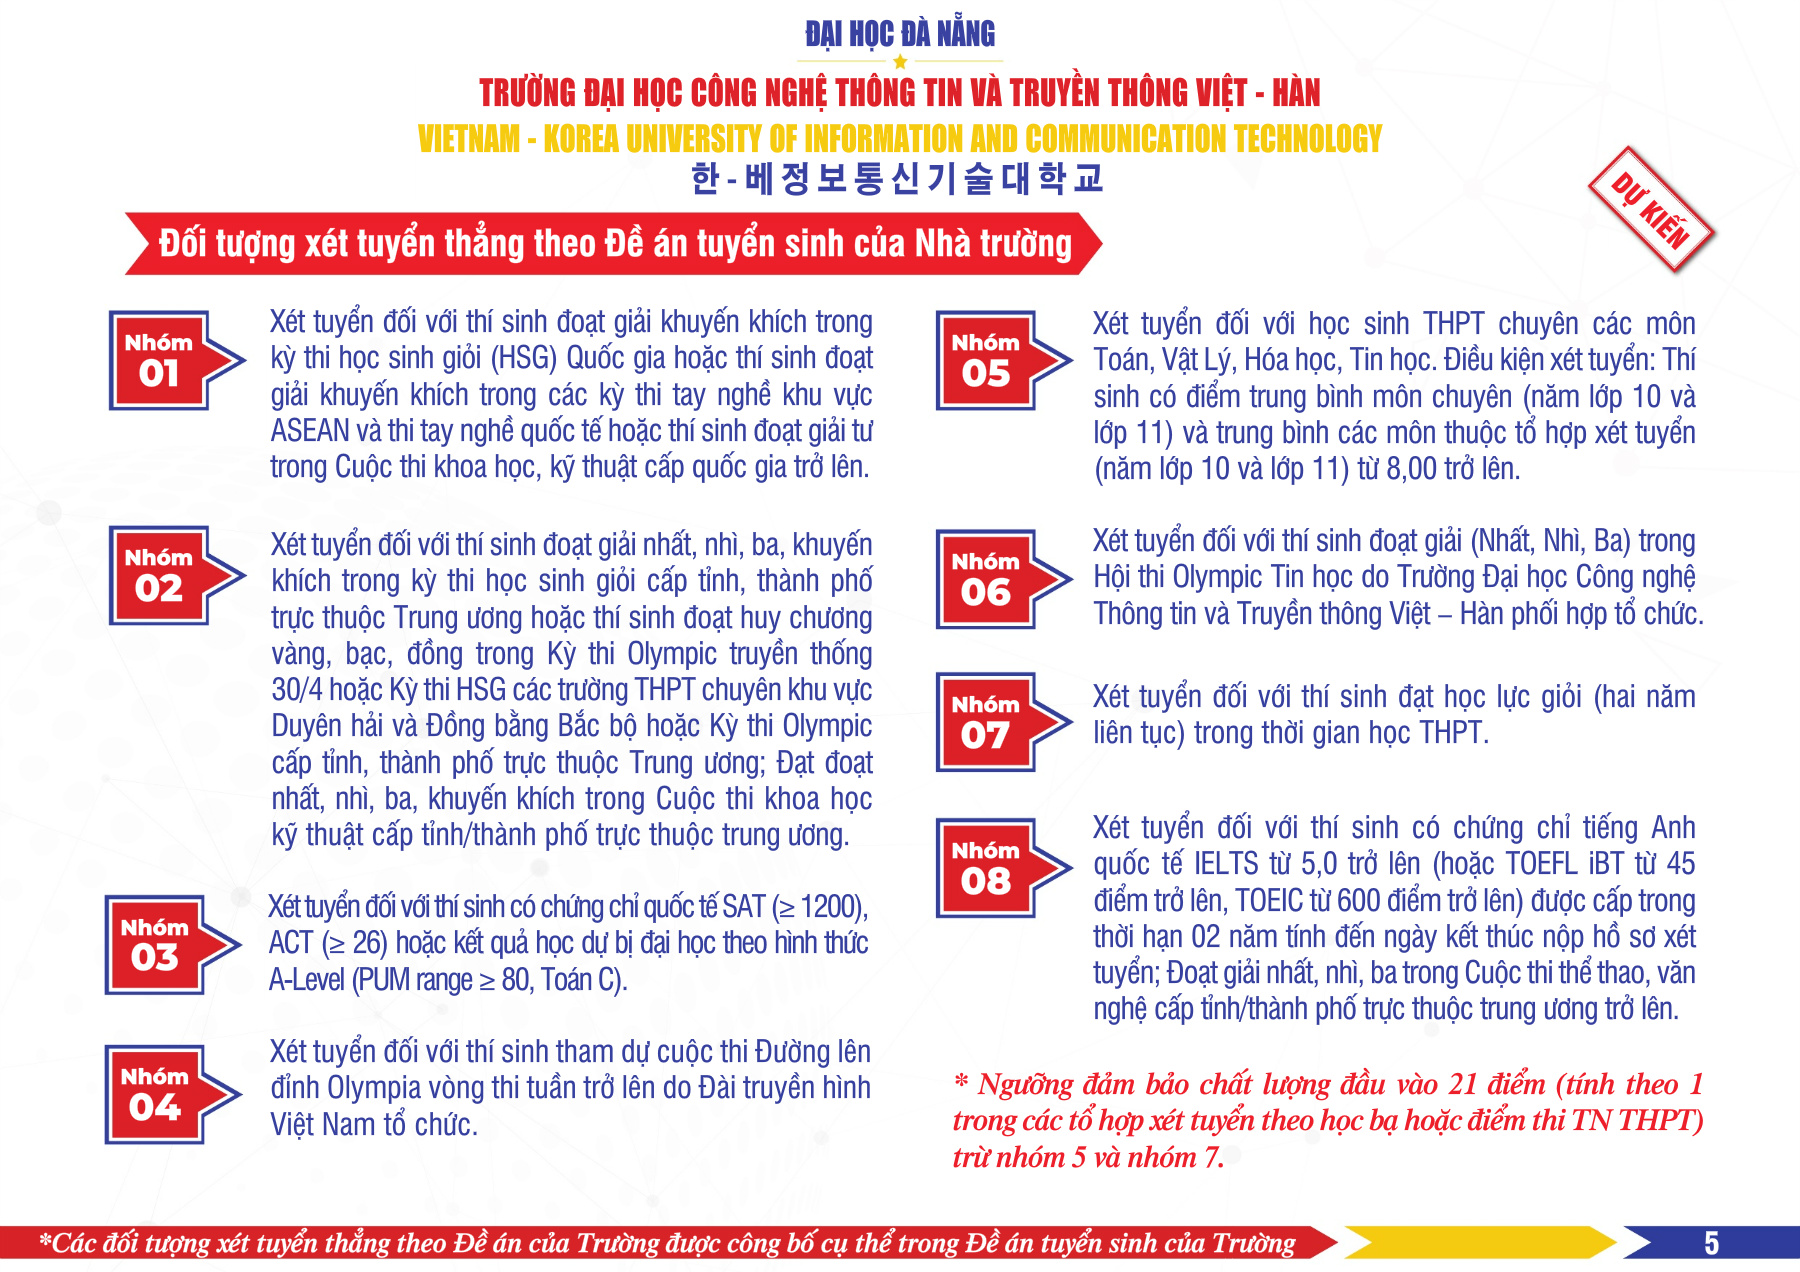 ĐẠI HỌC ĐÀ NẴNG
TRƯỜNG ĐẠI HỌC CÔNG NGHỆ THÔNG TIN VÀ TRUYỀN THÔNG VIỆT - HÀN
VIETNAM - KOREA UNIVERSITY OF INFORMATION AND COMMUNICATION TECHNOLOGY
한-베정보통신기술대학교
DỰ KIẾN
Đối tượng xét tuyển thẳng theo Đề án tuyển sinh của Nhà trường
Nhóm
01
Xét tuyển đối với thí sinh đoạt giải khuyến khích trong
kỳ thi học sinh giỏi (HSG) Quốc gia hoặc thí sinh đoạt
giải khuyến khích trong các kỳ thi tay nghề khu vực
ASEAN và thi tay nghề quốc tế hoặc thí sinh đoạt giải tư
trong Cuộc thi khoa học, kỹ thuật cấp quốc gia trở lên.
Nhóm
02
Xét tuyển đối với thí sinh đoạt giải nhất, nhì, ba, khuyến
khích trong kỳ thi học sinh giỏi cấp tỉnh, thành phố
trực thuộc Trung ương hoặc thí sinh đoạt huy chương
vàng, bạc, đồng trong Kỳ thi Olympic truyền thống
30/4 hoặc Kỳ thi HSG các trường THPT chuyên khu vực
Duyên hải và Đồng bằng Bắc bộ hoặc Kỳ thi Olympic
cấp tỉnh, thành phố trực thuộc Trung ương; Đạt đoạt
nhất, nhì, ba, khuyến khích trong Cuộc thi khoa học
kỹ thuật cấp tỉnh/thành phố trực thuộc trung ương.
Nhóm
03
Xét tuyển đối với thí sinh có chứng chỉ quốc tế SAT (≥ 1200),
ACT (≥ 26) hoặc kết quả học dự bị đại học theo hình thức
A-Level (PUM range ≥ 80, Toán C).
Nhóm
04
Xét tuyển đối với thí sinh tham dự cuộc thi Đường lên
đỉnh Olympia vòng thi tuần trở lên do Đài truyền hình
Việt Nam tổ chức.
Nhóm
05
Xét tuyển đối với học sinh THPT chuyên các môn
Toán, Vật Lý, Hóa học, Tin học. Điều kiện xét tuyển: Thí
sinh có điểm trung bình môn chuyên (năm lớp 10 và
lớp 11) và trung bình các môn thuộc tổ hợp xét tuyển
(năm lớp 10 và lớp 11) từ 8,00 trở lên.
Nhóm
06
Xét tuyển đối với thí sinh đoạt giải (Nhất, Nhì, Ba) trong
Hội thi Olympic Tin học do Trường Đại học Công nghệ
Thông tin và Truyền thông Việt – Hàn phối hợp tổ chức.
Nhóm
07
Xét tuyển đối với thí sinh đạt học lực giỏi (hai năm
liên tục) trong thời gian học THPT.
Nhóm
08
Xét tuyển đối với thí sinh có chứng chỉ tiếng Anh
quốc tế IELTS từ 5,0 trở lên (hoặc TOEFL iBT từ 45
điểm trở lên, TOEIC từ 600 điểm trở lên) được cấp trong
thời hạn 02 năm tính đến ngày kết thúc nộp hồ sơ xét
tuyển; Đoạt giải nhất, nhì, ba trong Cuộc thi thể thao, văn
nghệ cấp tỉnh/thành phố trực thuộc trung ương trở lên.
* Ngưỡng đảm bảo chất lượng đầu vào 21 điểm (tính theo 1
trong các tổ hợp xét tuyển theo học bạ hoặc điểm thi TN THPT)
trừ nhóm 5 và nhóm 7.
*Các đối tượng xét tuyển thẳng theo Đề án của Trường được công bố cụ thể trong Đề án tuyển sinh của Trường
5